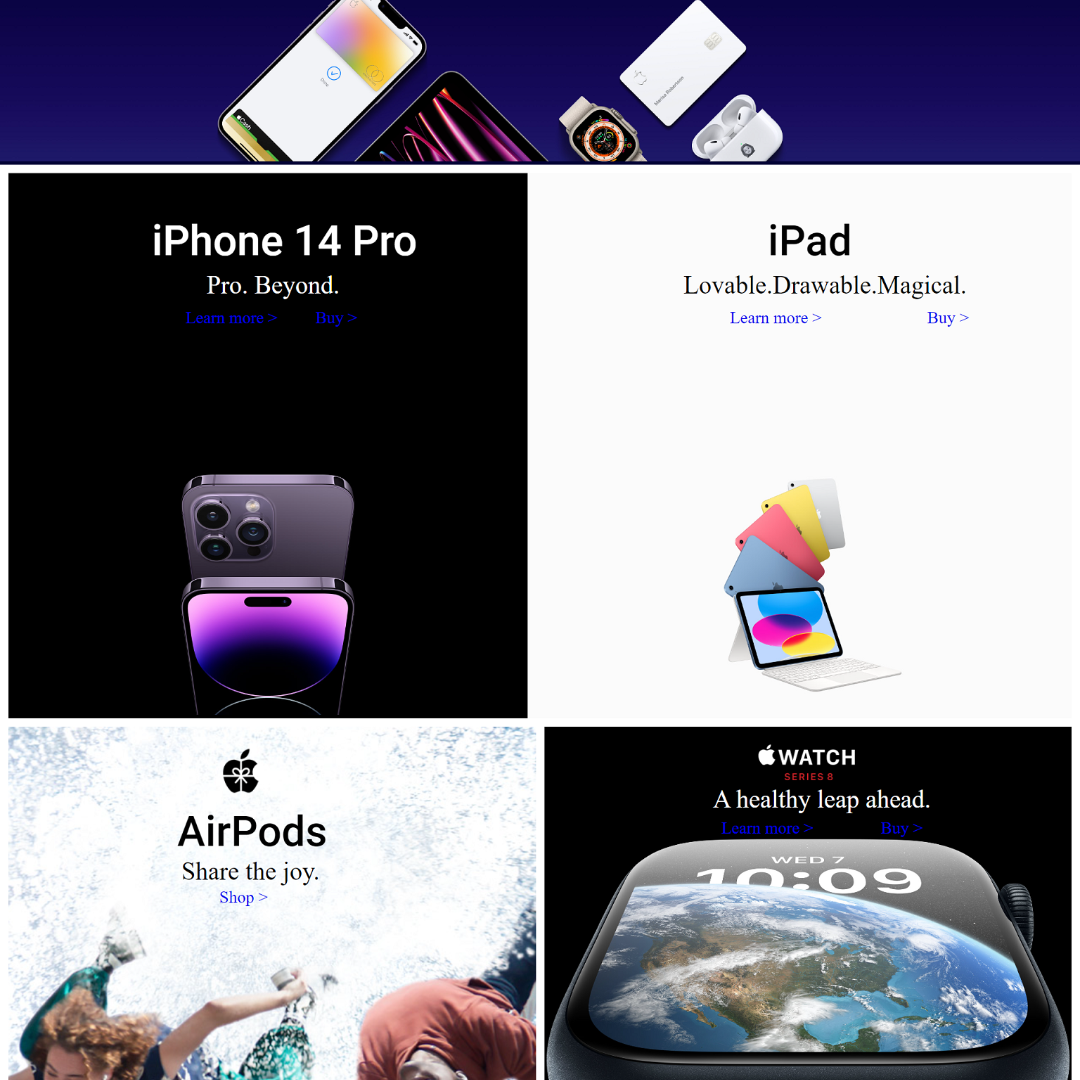 iPhone 14 Pro
Pro. Beyond.
Learn more > Buy >
iPad
Lovable.Drawable.Magical.
Learn more > Buy >
AirPods
Share the joy.
Shop >
WATCH
SERIES 8
A healthy leap ahead.
Learn more > Buy >
WED 7
10:09